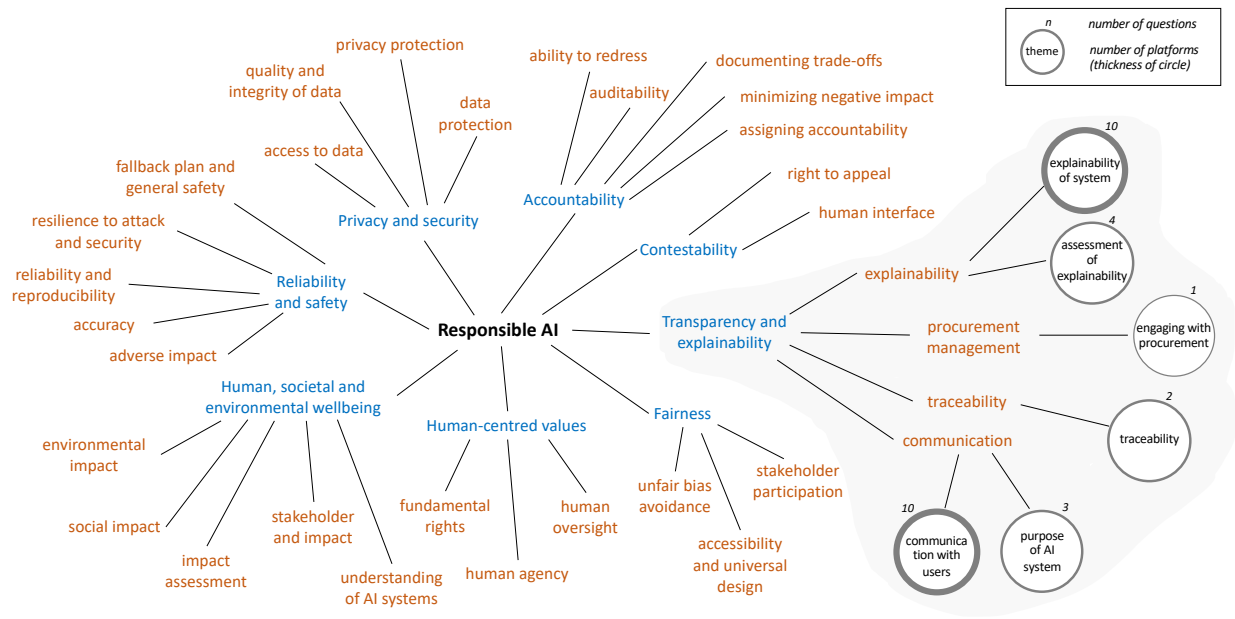 n
number of questions
theme
number of platforms
(thickness of circle)
privacy protection
quality and
integrity of data
data
protection
access to data
Privacy and security
ability to redress
auditability
documenting trade-offs
minimizing negative impact
assigning accountability
Accountability
right to appeal
human interface
Contestability
fallback plan and
general safety
resilience to attack
and security
reliability and
reproducibility
accuracy
adverse impact
Reliability
and safety
Responsible AI
Transparency and
explainability
explainability
10
explainability
of system
4
assessment
of
explainability
procurement
management
1
engaging with
procurement
traceability
2
traceability
communication
10
communica
tion with
users
3
purpose
of AI
system
Human, societal and
environmental wellbeing
environmental
impact
social impact
impact
assessment
stakeholder
and impact
understanding
of AI systems
Human-centred values
fundamental
rights
human agency
human
oversight
Fairness
unfair bias
avoidance
accessibility
and universal
design
stakeholder
participation